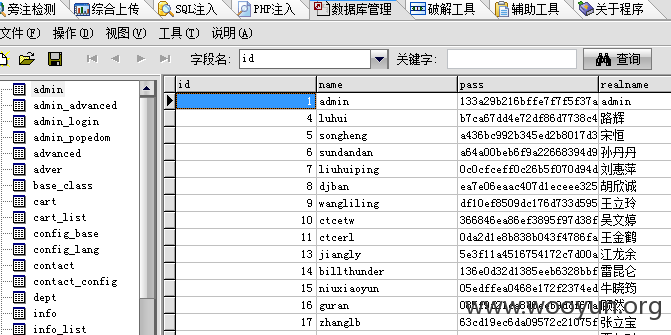 旁注检测 综合上传 SQL注入 PHP注入 数据库管理 破解工具 辅助工具 关于程序
文件(F) 操作(D) 视图(V) 工具(T) 说明(A)
字段名: id 关键字: 查询
admin
admin_advanced
admin_login
admin_popedom
advanced
adver
base_class
cart
cart_list
config_base
config_lang
contact
contact_config
dept
info
info_list
id name pass realname
1 admin 133a29b216bffe7f7f5f37a admin
4 luhui b7ca67dd4e72df86d7738c4 路辉
5 songheng a436bc992b345ed2b8017d3 宋恒
6 sundandan a64a00beb6f9a22668394d9 孙丹丹
7 liuhuiping 0c0cfceff0c26b5f070d94d 刘惠萍
8 djban ea7e06eaac407d1eceee325 胡欣诚
9 wangliling df10ef8509dc176d733d595 王立玲
10 ctcetw 366846ea86ef3895f97d38f 吴文婷
11 ctcerl 0da2d1e8b838b043f4786fa 王金鹤
13 jiangly 5e3f11a4516754172c7d00a 江龙余
14 billthunder 136e0d32d1385eeb6328bbf 雷昆仑
15 niuxiaoyun 05edffea0468e172f2374ed 牛晓筠
16 guran 顾然
17 zhanglb 63cd19ec6da09572c21075f 张立宝
www.wooyun.org